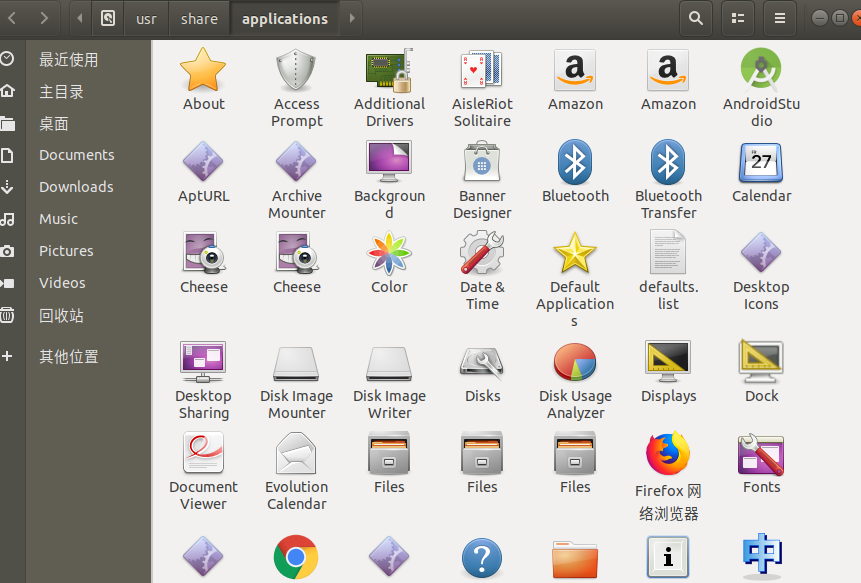 usr share applications
最近使用
主目录
桌面
Documents
Downloads
Music
Pictures
Videos
回收站
其他位置
About
Access
Prompt
Additional
Drivers
AisleRiot
Solitaire
Amazon
Amazon
AndroidStu
dio
AptURL
Archive
Mounter
Backgroun
d
Banner
Designer
Bluetooth
Bluetooth
Transfer
27
Calendar
Cheese
Cheese
Color
Date &
Time
Default
Application
s
defaults.
list
Desktop
Icons
Desktop
Sharing
Disk Image
Mounter
Disk Image
Writer
Disks
Disk Usage
Analyzer
Displays
Dock
Document
Viewer
Evolution
Calendar
Files
Files
Files
Firefox 网
络浏览器
Fonts
中